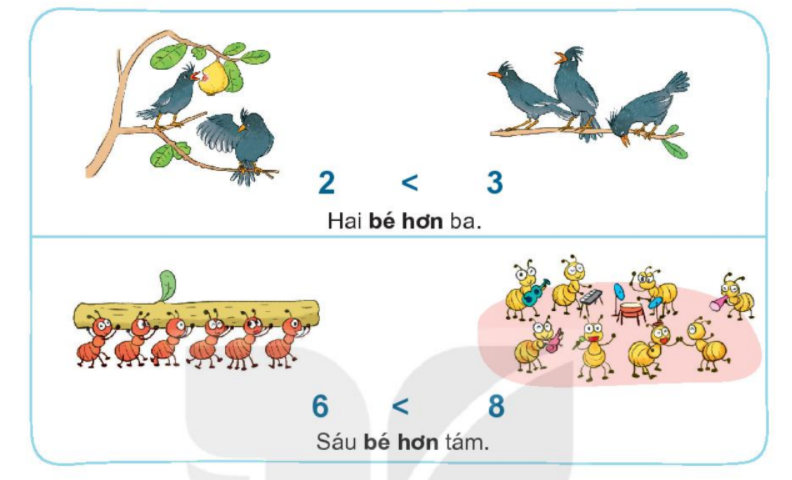 2 < 3
Hai bé hơn ba.
6 < 8
Sáu bé hơn tám.